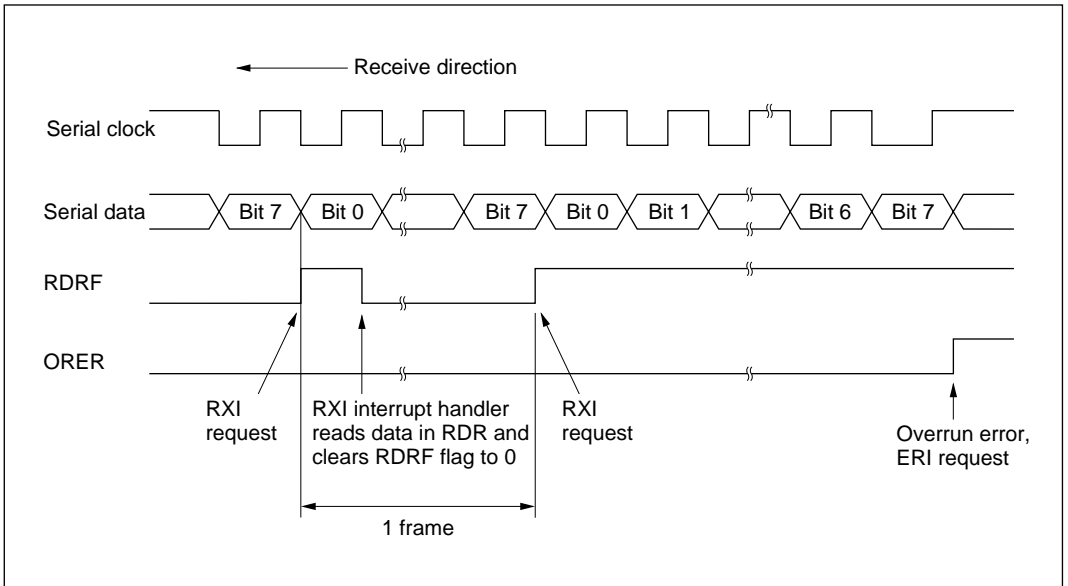 Receive direction
Serial clock
Serial data
Bit 7 Bit 0 Bit 7 Bit 0 Bit 1 Bit 6 Bit 7
RDRF
ORER
RXI
request
RXI interrupt handler
reads data in RDR and
clears RDRF flag to 0
RXI
request
Overrun error,
ERI request
1 frame